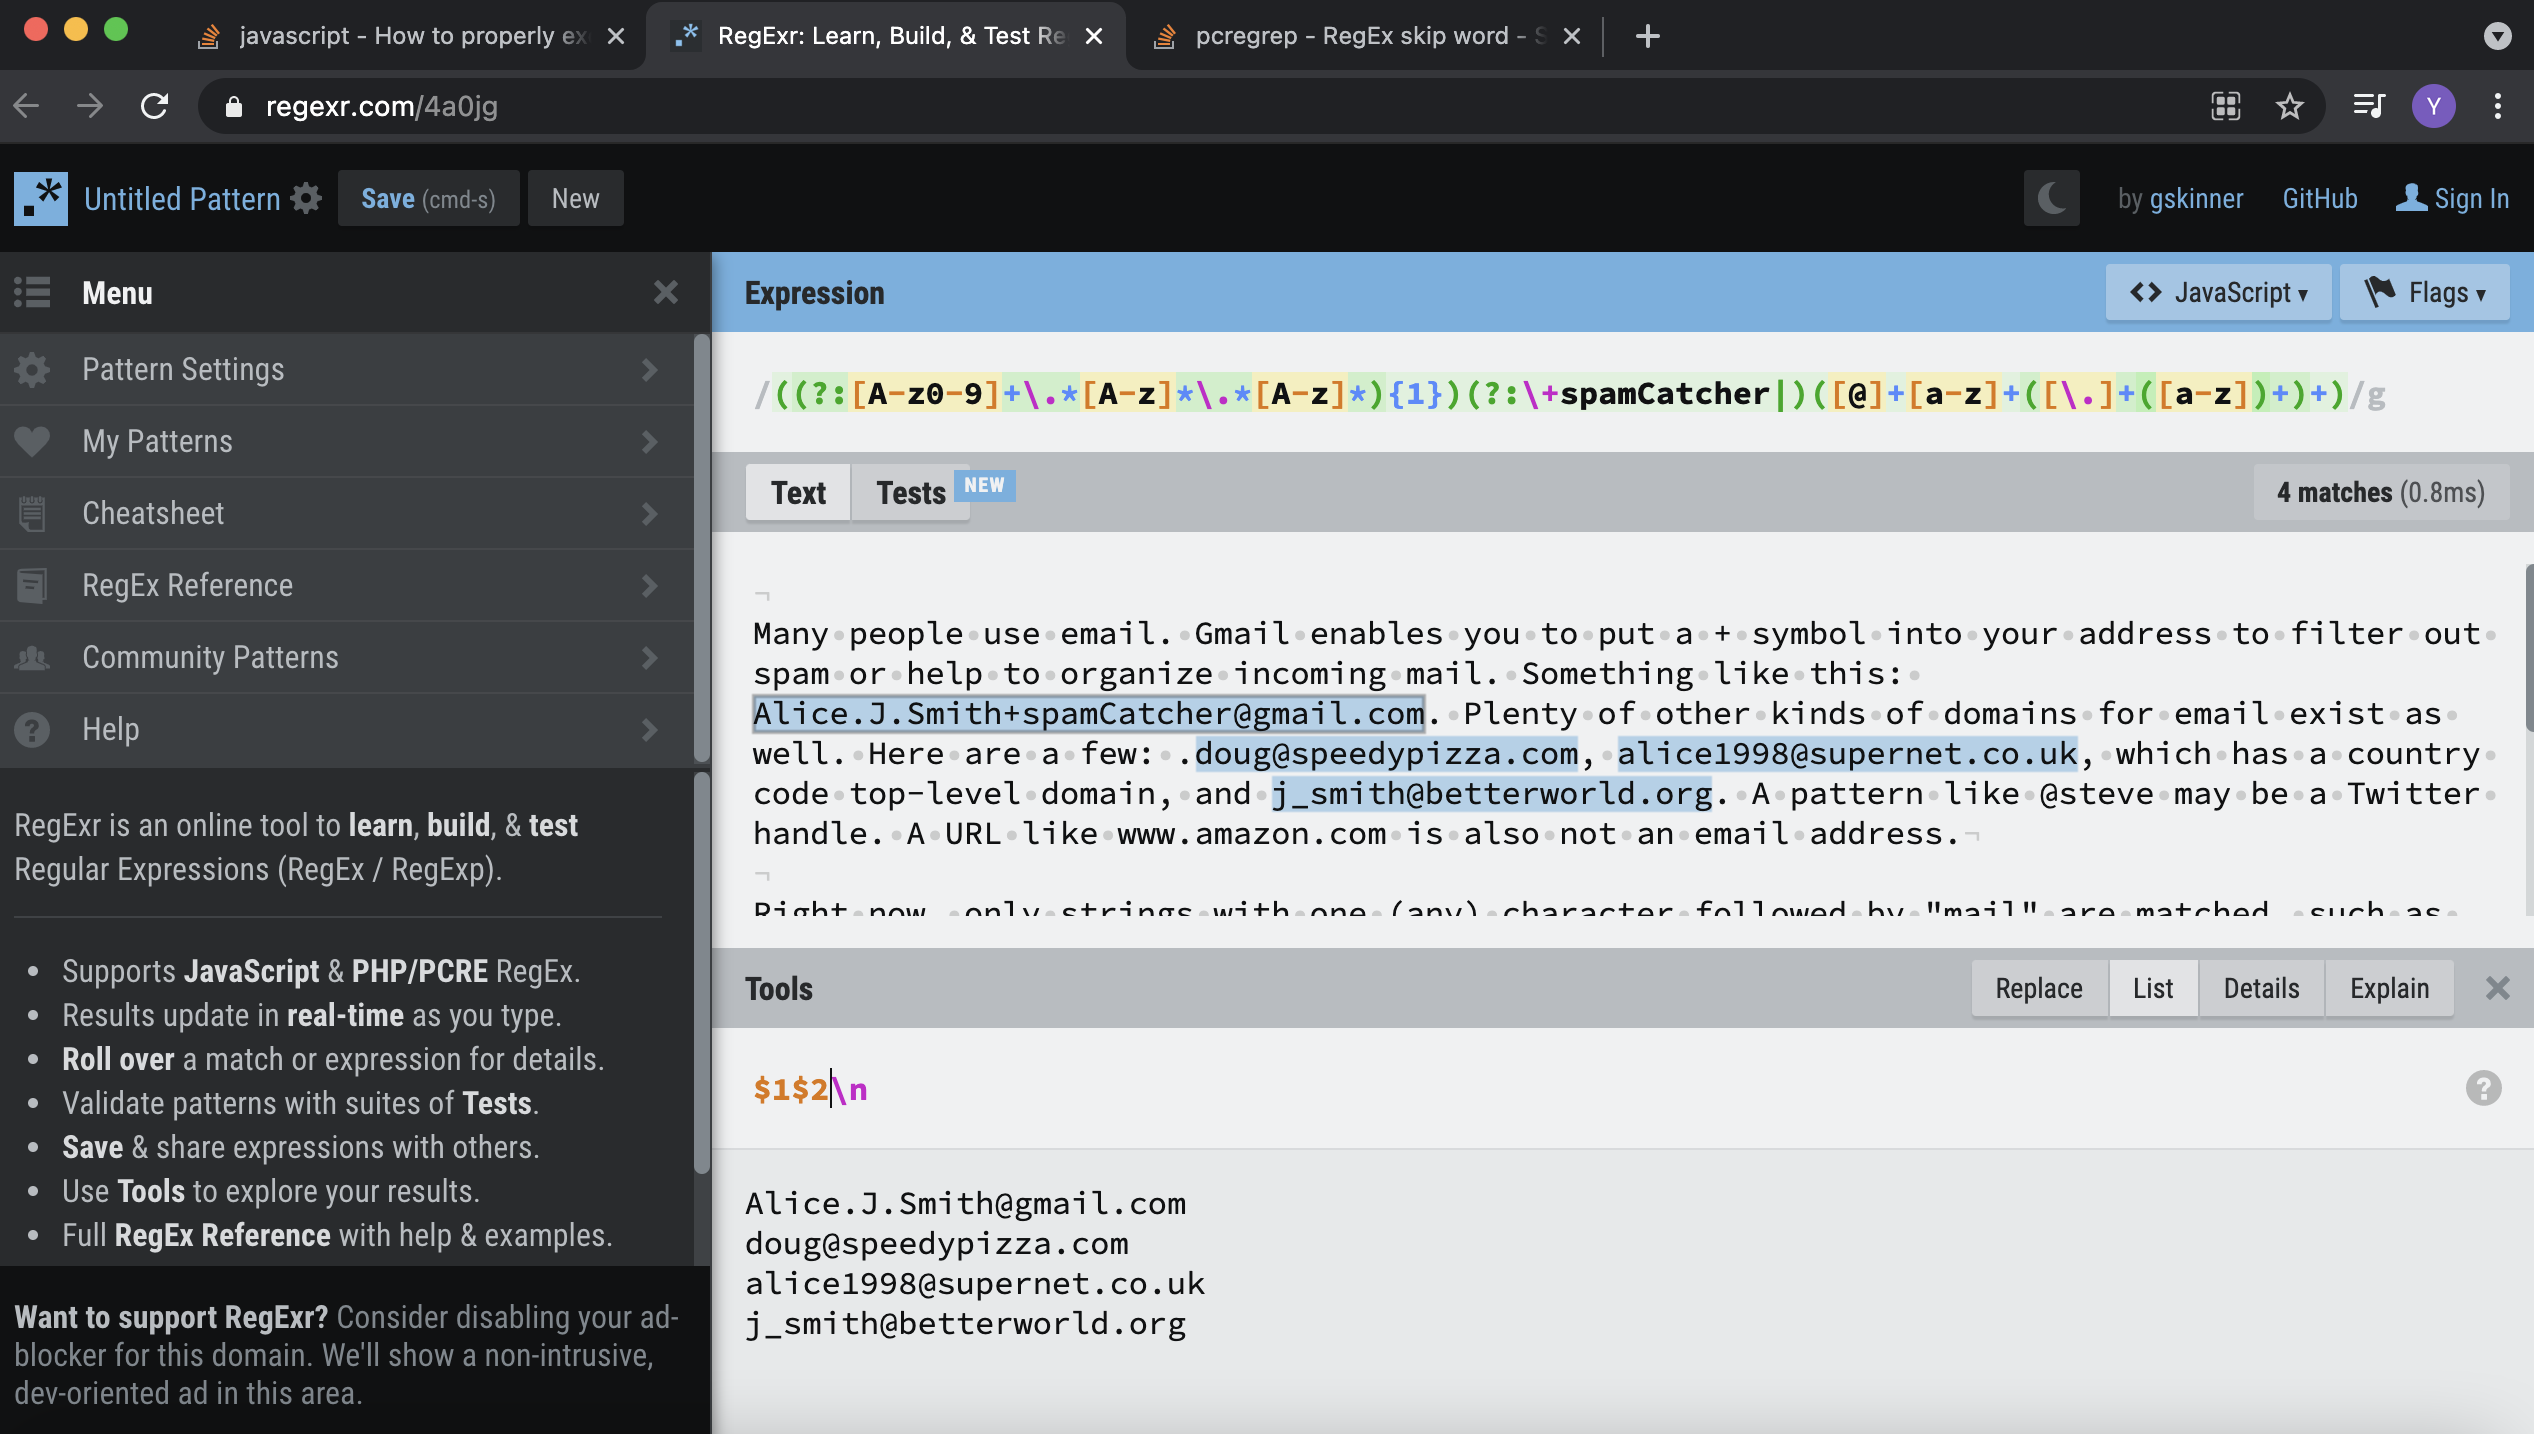 javascript - How to properly ex
RegExr: Learn, Build, & Test Re
pcregrep - RegEx skip word - S
regexr.com/4a0jg
Y
.*
Untitled Pattern
Save (cmd-s)
New
by gskinner
GitHub
Sign In
Menu
Pattern Settings
My Patterns
Cheatsheet
RegEx Reference
Community Patterns
Help
RegExr is an online tool to learn, build, & test
Regular Expressions (RegEx / RegExp).
• Supports JavaScript & PHP/PCRE RegEx.
• Results update in real-time as you type.
• Roll over a match or expression for details.
• Validate patterns with suites of Tests.
• Save & share expressions with others.
• Use Tools to explore your results.
• Full RegEx Reference with help & examples.
Want to support RegExr? Consider disabling your ad-
blocker for this domain. We'll show a non-intrusive,
dev-oriented ad in this area.
Expression
<> JavaScript ▾
Flags ▾
/((?:[A-z0-9]+\.*[A-z]*\.*[A-z]*){1})(?:\+spamCatcher|)([@]+[a-z]+([\.]+([a-z])+)+)/g
Text
Tests
NEW
4 matches (0.8ms)
¬
Many people use email. Gmail enables you to put a + symbol into your address to filter out
spam or help to organize incoming mail. Something like this:
Alice.J.Smith+spamCatcher@gmail.com. Plenty of other kinds of domains for email exist as
well. Here are a few: .doug@speedypizza.com, alice1998@supernet.co.uk, which has a country
code top-level domain, and j_smith@betterworld.org. A pattern like @steve may be a Twitter
handle. A URL like www.amazon.com is also not an email address.¬
¬
Right now, only strings with one (any) character followed by "mail" are matched, such as
Tools
Replace
List
Details
Explain
$1$2\n
?
Alice.J.Smith@gmail.com
doug@speedypizza.com
alice1998@supernet.co.uk
j_smith@betterworld.org